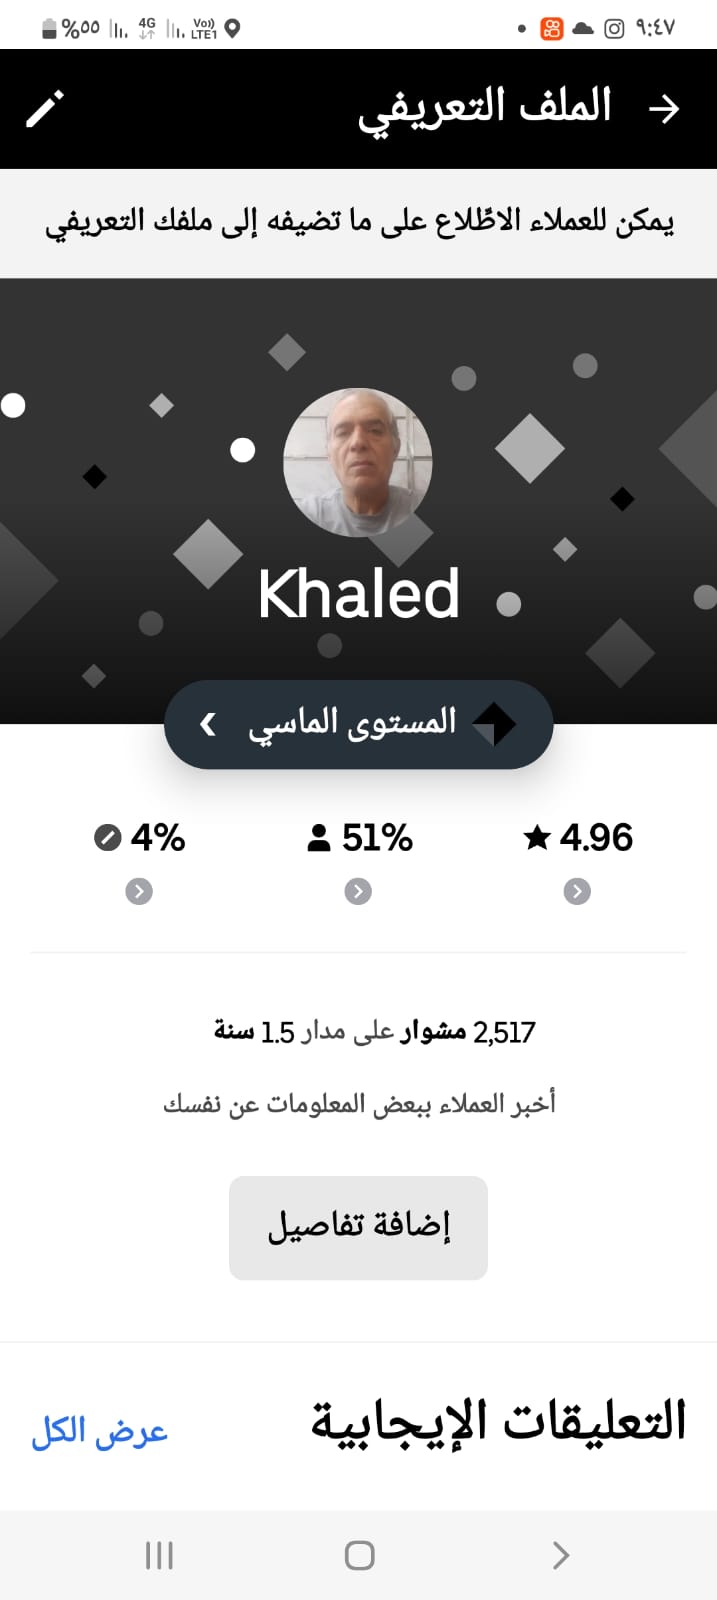 ٩:٤٧
Vo)) LTE1 4G %٥٥
الملف التعريفي
يمكن للعملاء الاطِّلاع على ما تضيفه إلى ملفك التعريفي
Khaled
المستوى الماسي
4.96
51%
4%
2,517 مشوار على مدار 1.5 سنة
أخبر العملاء ببعض المعلومات عن نفسك
إضافة تفاصيل
التعليقات الإيجابية
عرض الكل